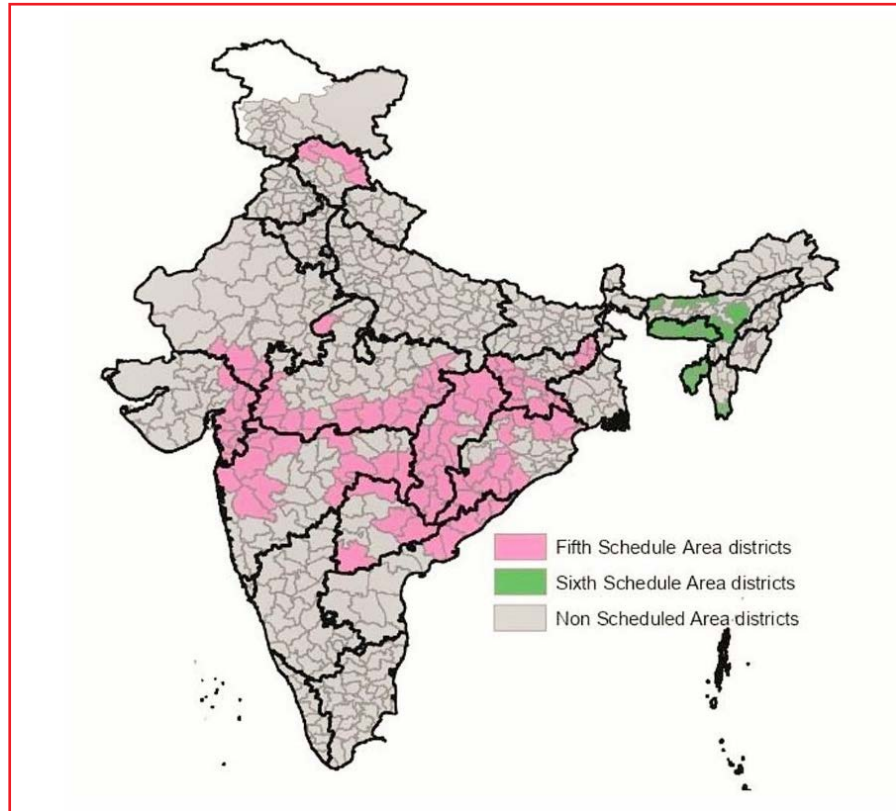 Fifth Schedule Area districts
Sixth Schedule Area districts
Non Scheduled Area districts